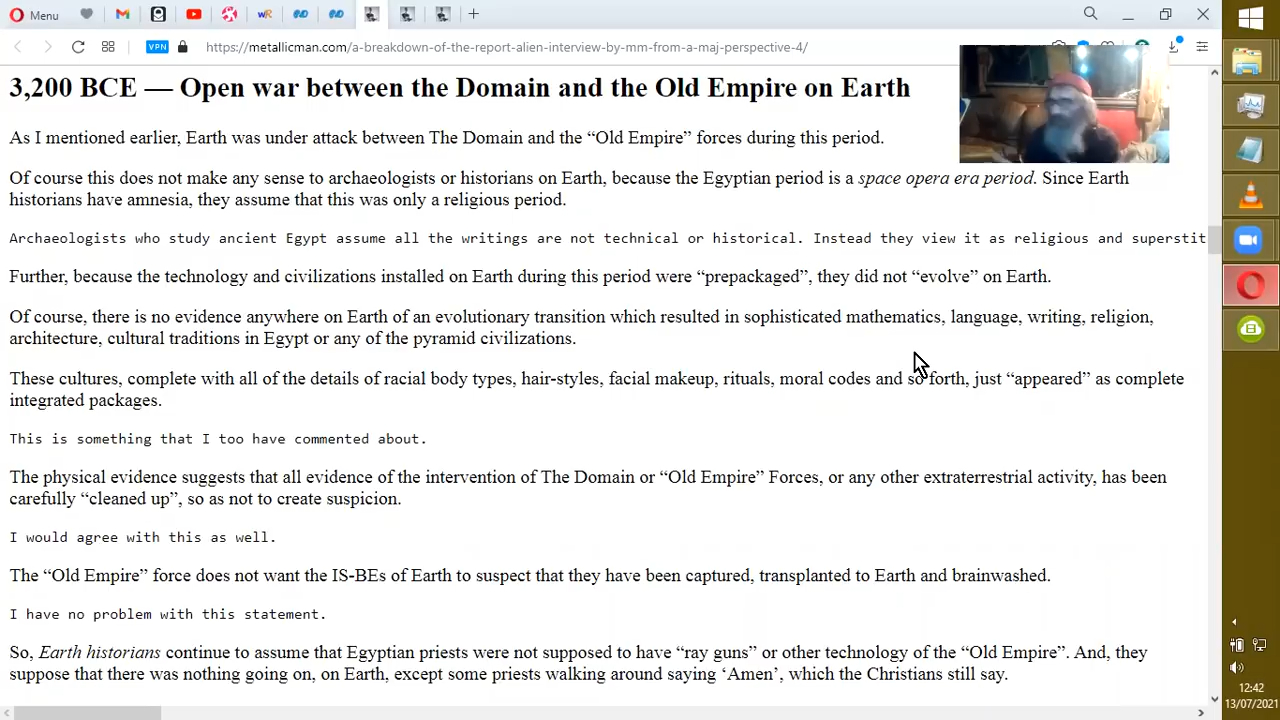 Menu
VPN
https://metallicman.com/a-breakdown-of-the-report-alien-interview-by-mm-from-a-maj-perspective-4/
3,200 BCE — Open war between the Domain and the Old Empire on Earth
As I mentioned earlier, Earth was under attack between The Domain and the “Old Empire” forces during this period.
Of course this does not make any sense to archaeologists or historians on Earth, because the Egyptian period is a space opera era period. Since Earth
historians have amnesia, they assume that this was only a religious period.
Archaeologists who study ancient Egypt assume all the writings are not technical or historical. Instead they view it as religious and superstit
Further, because the technology and civilizations installed on Earth during this period were “prepackaged”, they did not “evolve” on Earth.
Of course, there is no evidence anywhere on Earth of an evolutionary transition which resulted in sophisticated mathematics, language, writing, religion,
architecture, cultural traditions in Egypt or any of the pyramid civilizations.
These cultures, complete with all of the details of racial body types, hair-styles, facial makeup, rituals, moral codes and so forth, just “appeared” as complete
integrated packages.
This is something that I too have commented about.
The physical evidence suggests that all evidence of the intervention of The Domain or “Old Empire” Forces, or any other extraterrestrial activity, has been
carefully “cleaned up”, so as not to create suspicion.
I would agree with this as well.
The “Old Empire” force does not want the IS-BEs of Earth to suspect that they have been captured, transplanted to Earth and brainwashed.
I have no problem with this statement.
So, Earth historians continue to assume that Egyptian priests were not supposed to have “ray guns” or other technology of the “Old Empire”. And, they
suppose that there was nothing going on, on Earth, except some priests walking around saying ‘Amen’, which the Christians still say.
12:42
13/07/2021